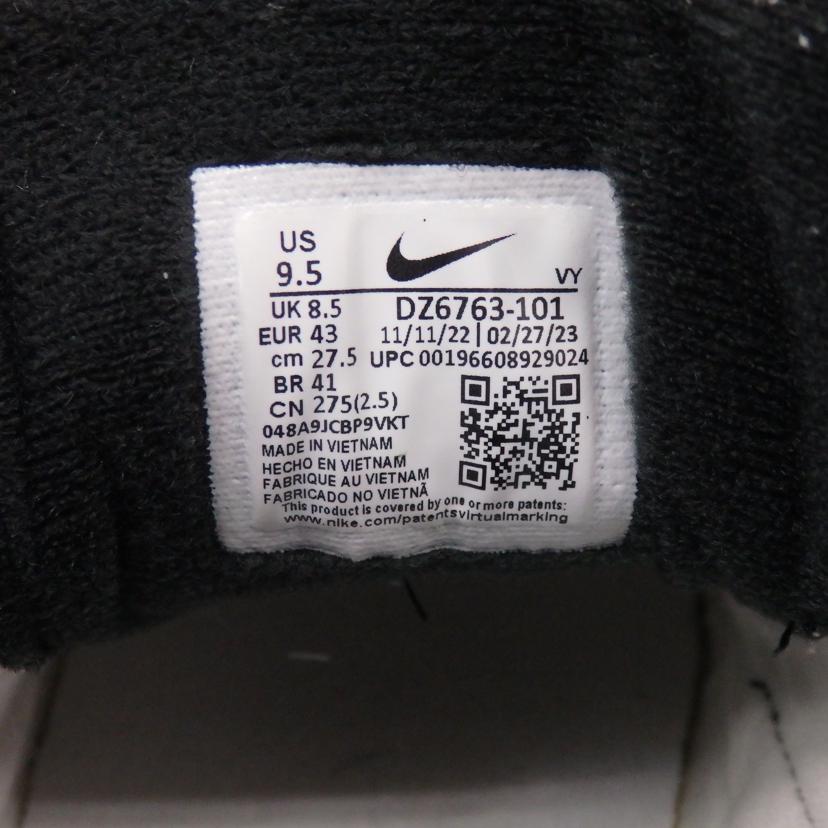 US
9.5
VY
UK 8.5
DZ6763-101
EUR 43
11/11/22 | 02/27/23
cm 27.5
UPC 00196608929024
BR 41
CN 275(2.5)
048A9JCBP9VKT
MADE IN VIETNAM
HECHO EN VIETNAM
FABRIQUE AU VIETNAM
FABRICADO NO VIETNÃ
This product is covered by one or more patents:
www.nike.com/patentsvirtualmarking